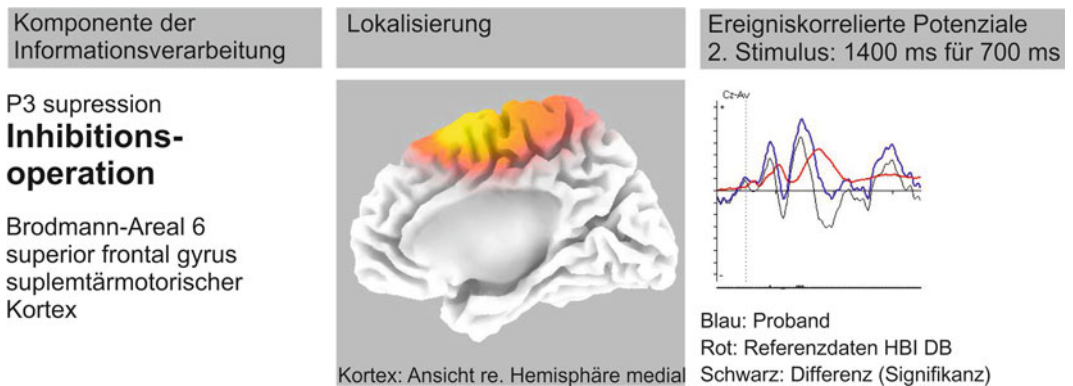 Komponente der
Informationsverarbeitung
P3 supression
Inhibitions-
operation
Brodmann-Areal 6
superior frontal gyrus
suplemtärmotorischer
Kortex
Lokalisierung
Kortex: Ansicht re. Hemisphäre medial
Ereigniskorrelierte Potenziale
2. Stimulus: 1400 ms für 700 ms
Cz-Av
+
-
Blau: Proband
Rot: Referenzdaten HBI DB
Schwarz: Differenz (Signifikanz)